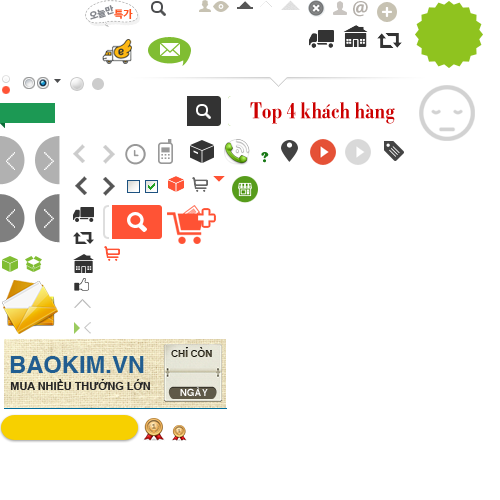 오늘만
특가
e
Top 4 khách hàng
?
BAOKIM.VN
MUA NHIỀU THƯỞNG LỚN
CHỈ CÒN
NGÀY